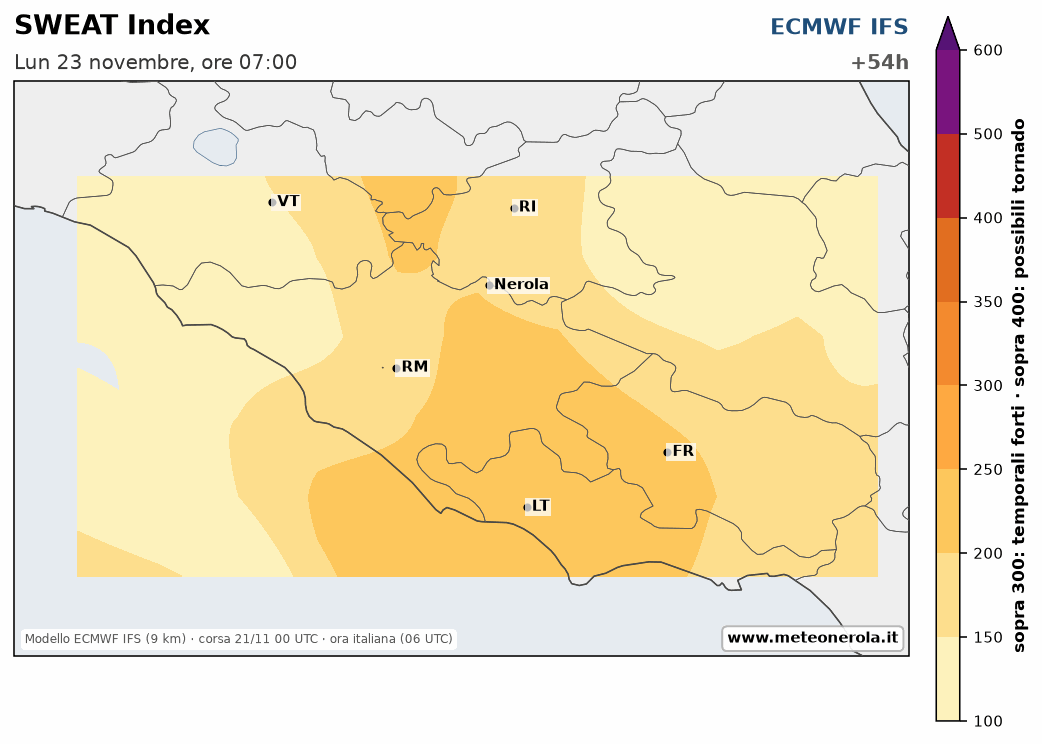 SWEAT Index
ECMWF IFS
Lun 23 novembre, ore 07:00
+54h
VT
RI
Nerola
RM
FR
LT
Modello ECMWF IFS (9 km) · corsa 21/11 00 UTC · ora italiana (06 UTC)
www.meteonerola.it
600
500
400
350
300
250
200
150
100
sopra 300: temporali forti · sopra 400: possibili tornado